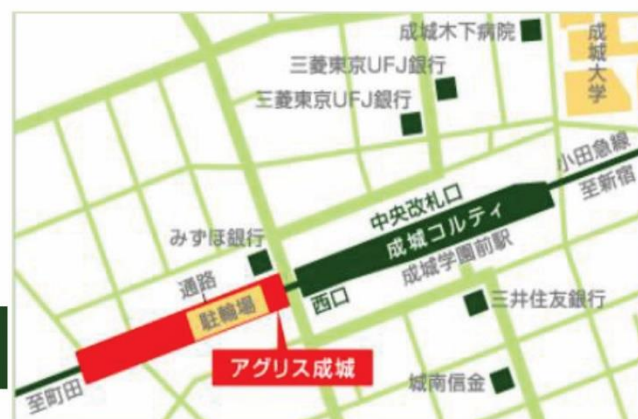 成城木下病院
成城大学
三菱東京UFJ銀行
三菱東京UFJ銀行
小田急線
至新宿
中央改札口
成城コルティ
成城学園前駅
みずほ銀行
西口
通路
駐輪場
三井住友銀行
アグリス成城
城南信金
至町田